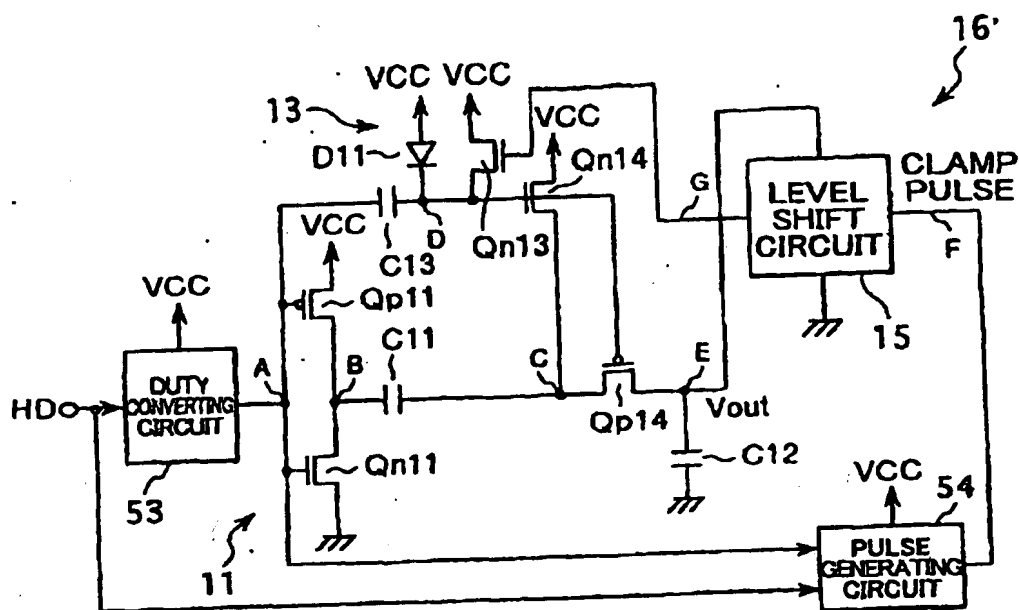 16'
VCC VCC
13
VCC
D11
Qn14
G
LEVEL
SHIFT
CIRCUIT
CLAMP
PULSE
D
Qn13
F
VCC
C13
VCC
Qp11
15
C11
A
B
C
E
HD
DUTY
CONVERTING
CIRCUIT
Qp14
Vout
C12
Qn11
53
VCC
54
11
PULSE
GENERATING
CIRCUIT